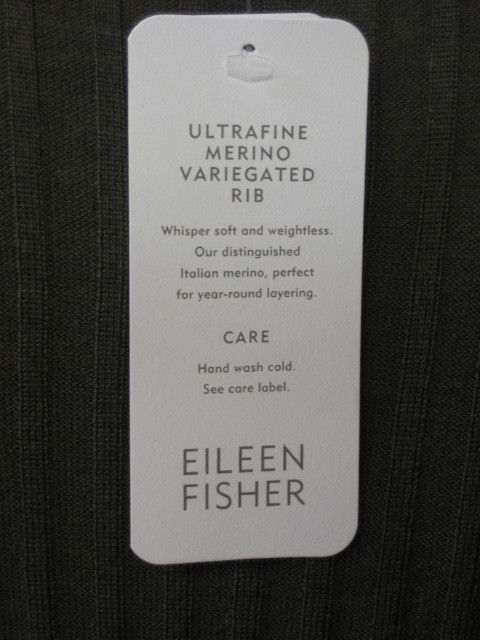 ULTRAFINE
MERINO
VARIEGATED
RIB
Whisper soft and weightless.
Our distinguished
Italian merino, perfect
for year-round layering.
CARE
Hand wash cold.
See care label.
EILEEN
FISHER